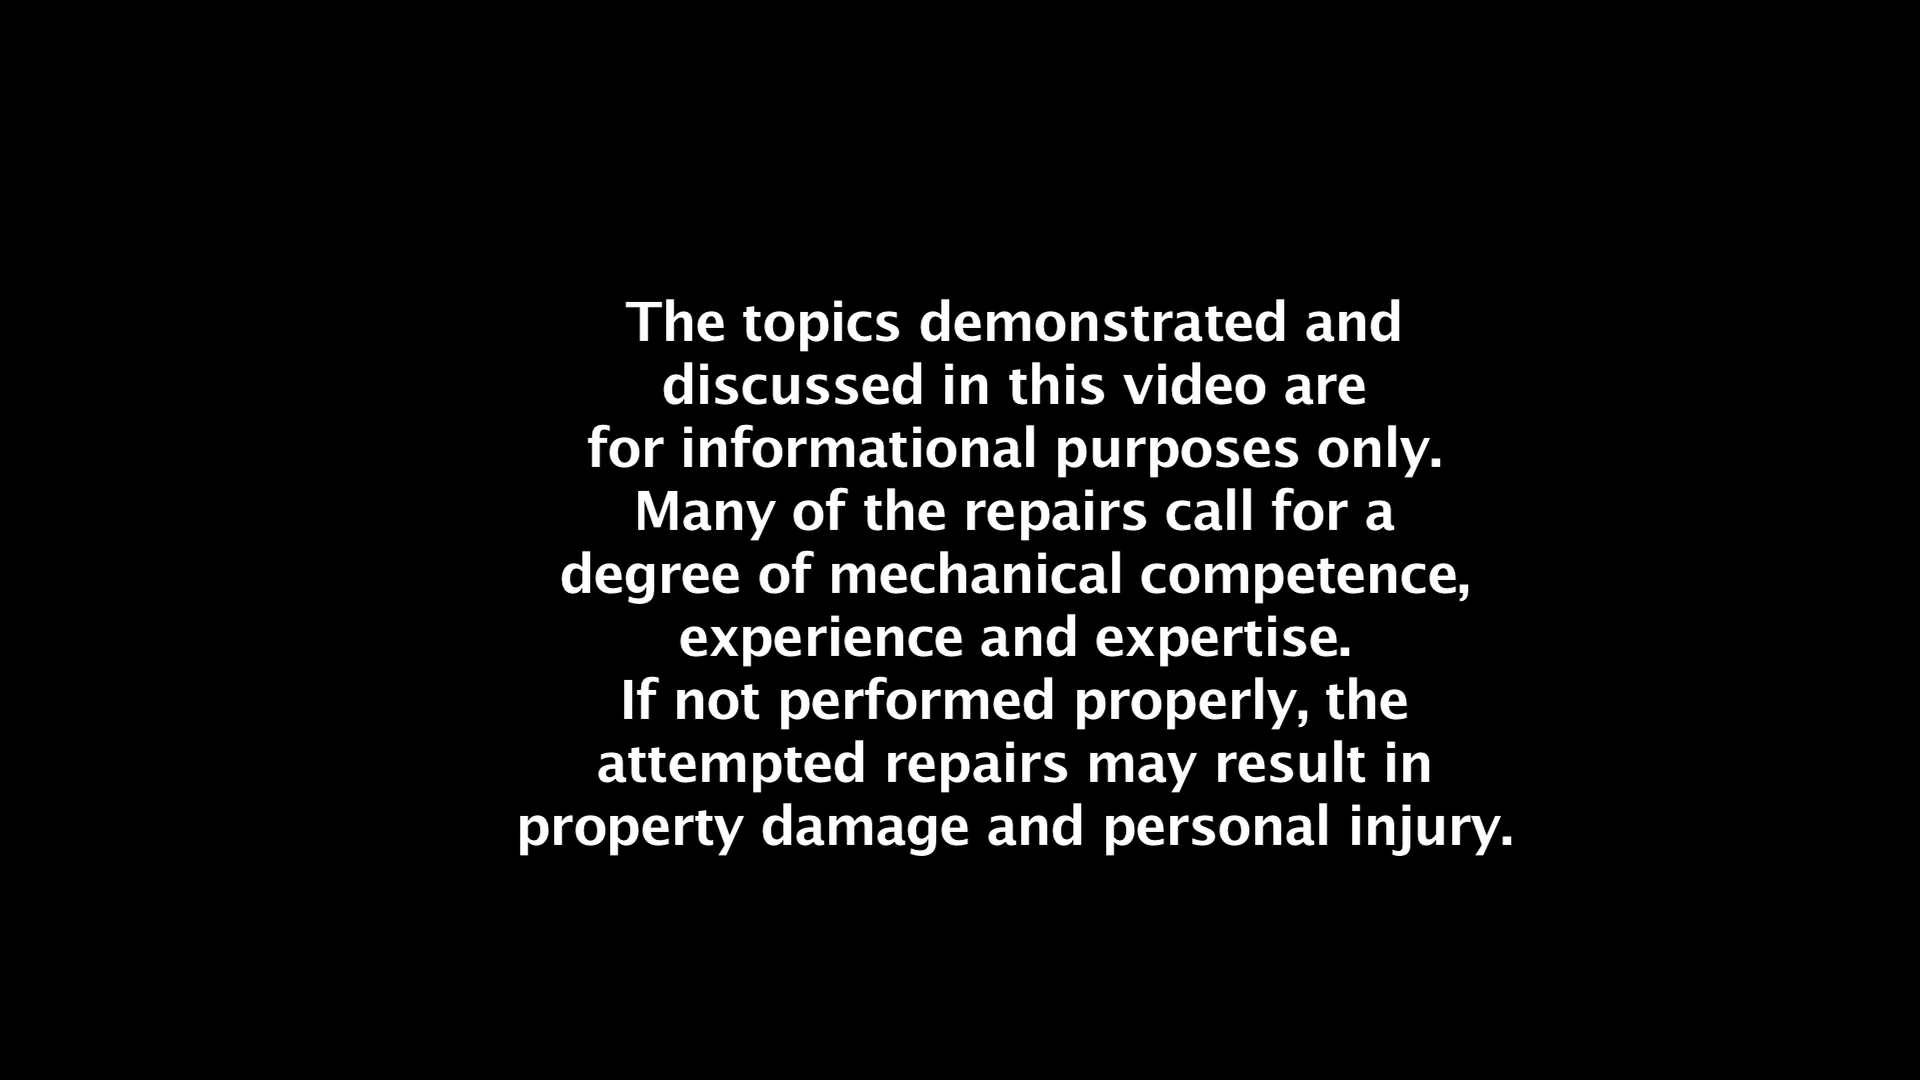 The topics demonstrated and
discussed in this video are
for informational purposes only.
Many of the repairs call for a
degree of mechanical competence,
experience and expertise.
If not performed properly, the
attempted repairs may result in
property damage and personal injury.